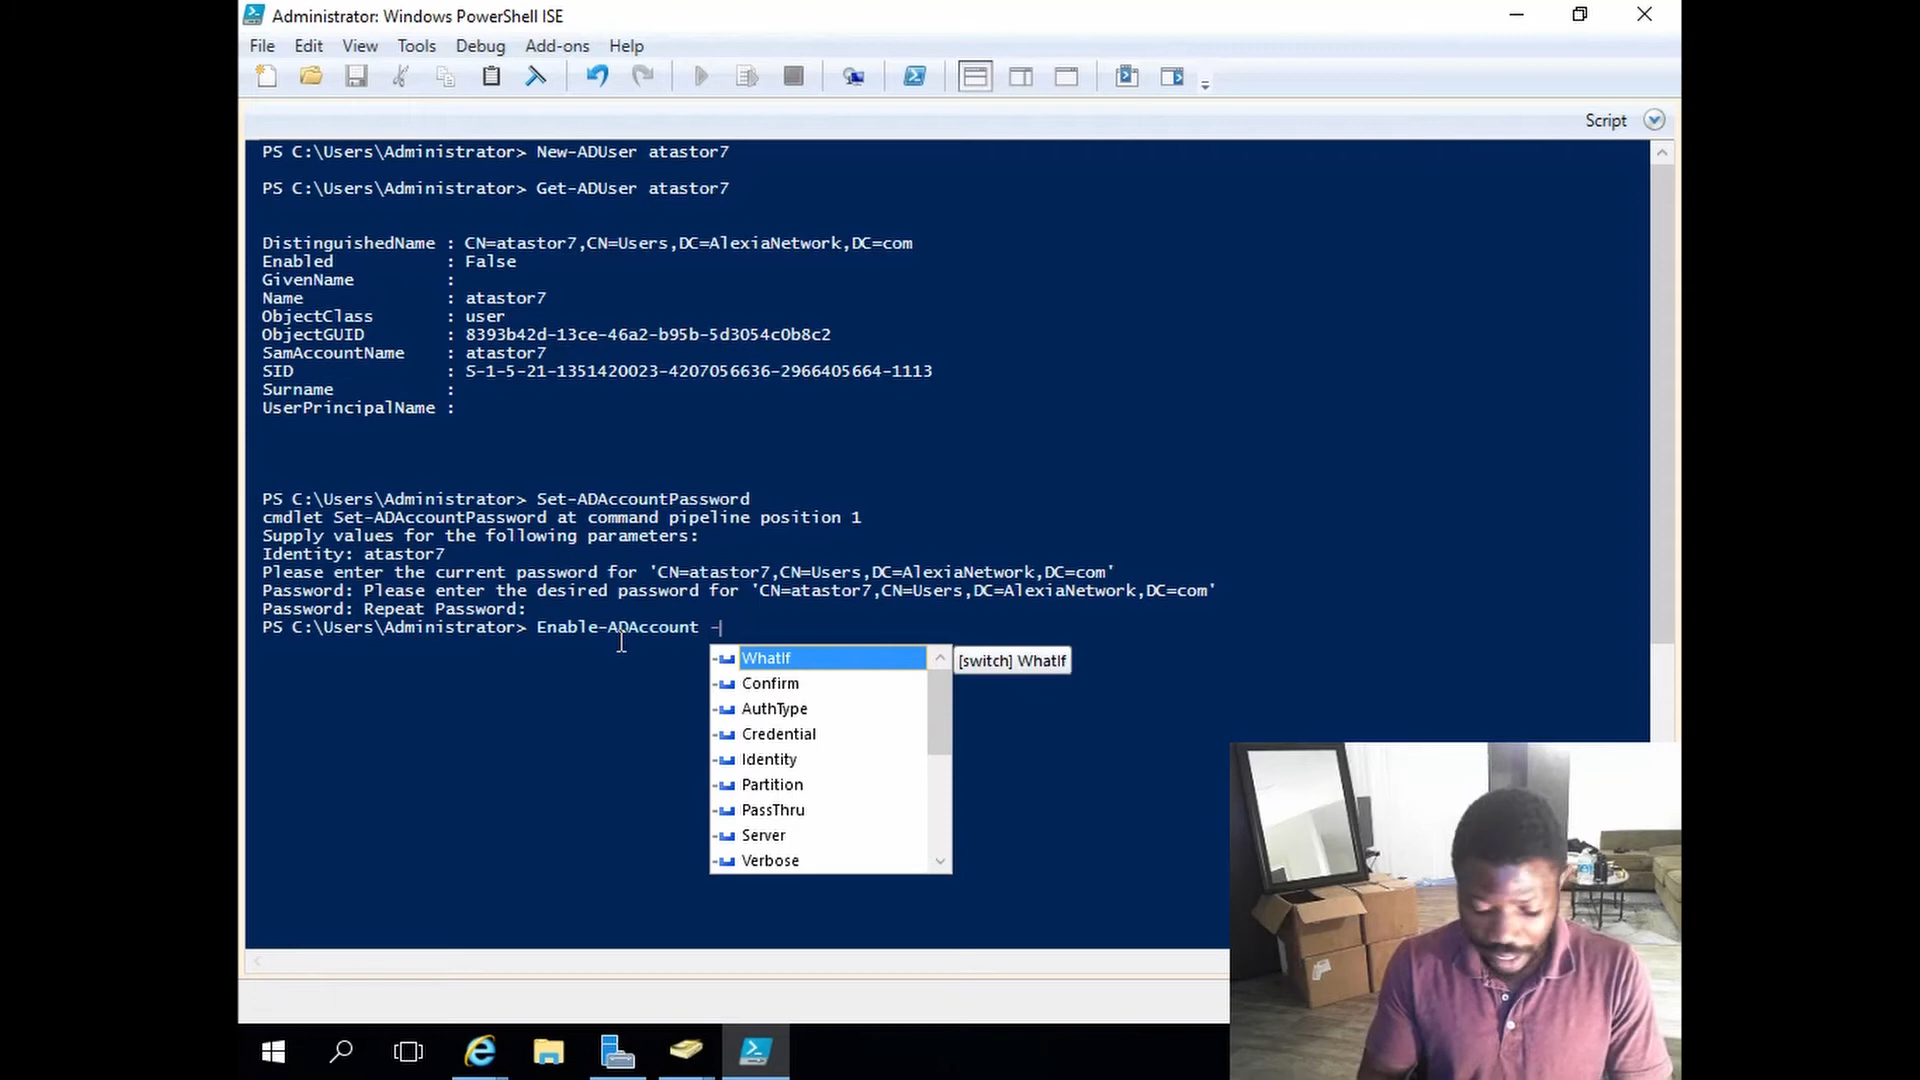 Administrator: Windows PowerShell ISE
File Edit View Tools Debug Add-ons Help
Script
PS C:\Users\Administrator> New-ADUser atastor7
PS C:\Users\Administrator> Get-ADUser atastor7
DistinguishedName : CN=atastor7,CN=Users,DC=AlexiaNetwork,DC=com
Enabled : False
GivenName :
Name : atastor7
ObjectClass : user
ObjectGUID : 8393b42d-13ce-46a2-b95b-5d3054c0b8c2
SamAccountName : atastor7
SID : S-1-5-21-1351420023-4207056636-2966405664-1113
Surname :
UserPrincipalName :
PS C:\Users\Administrator> Set-ADAccountPassword
cmdlet Set-ADAccountPassword at command pipeline position 1
Supply values for the following parameters:
Identity: atastor7
Please enter the current password for 'CN=atastor7,CN=Users,DC=AlexiaNetwork,DC=com'
Password: Please enter the desired password for 'CN=atastor7,CN=Users,DC=AlexiaNetwork,DC=com'
Password: Repeat Password:
PS C:\Users\Administrator> Enable-ADAccount -
WhatIf [switch] WhatIf
Confirm
AuthType
Credential
Identity
Partition
PassThru
Server
Verbose